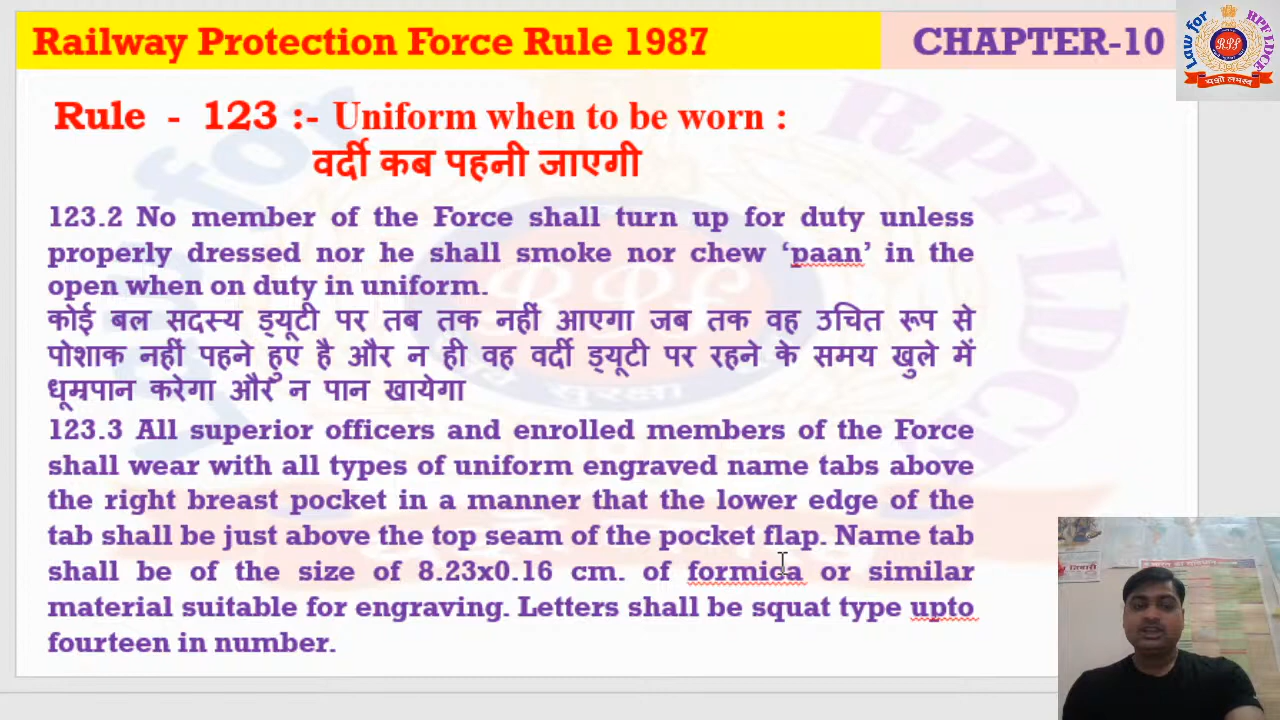 Railway Protection Force Rule 1987
CHAPTER-10
Law for RPF LDCE
RPF
यशो लभस्व
Rule - 123 :- Uniform when to be worn :
वर्दी कब पहनी जाएगी
123.2 No member of the Force shall turn up for duty unless
properly dressed nor he shall smoke nor chew ‘paan’ in the
open when on duty in uniform.
कोई बल सदस्य ड्यूटी पर तब तक नहीं आएगा जब तक वह उचित रूप से
पोशाक नहीं पहने हुए है और न ही वह वर्दी ड्यूटी पर रहने के समय खुले में
धूम्रपान करेगा और न पान खायेगा
123.3 All superior officers and enrolled members of the Force
shall wear with all types of uniform engraved name tabs above
the right breast pocket in a manner that the lower edge of the
tab shall be just above the top seam of the pocket flap. Name tab
shall be of the size of 8.23x0.16 cm. of formica or similar
material suitable for engraving. Letters shall be squat type upto
fourteen in number.